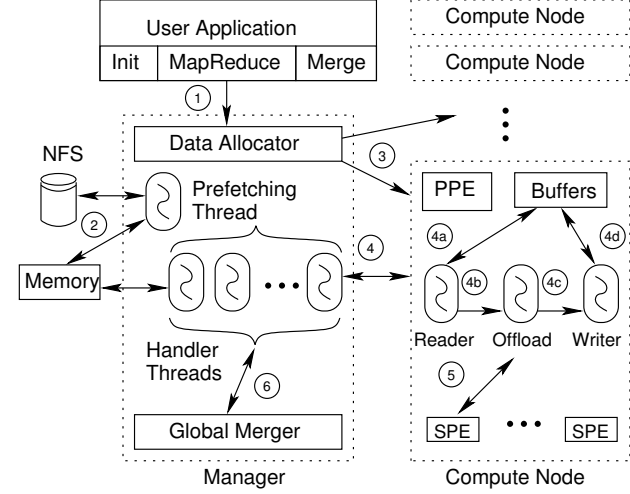 User Application
Init MapReduce Merge
Compute Node
Compute Node
1
Data Allocator
3
NFS
2
Prefetching
Thread
Memory
4
PPE
Buffers
4a
4d
4b
4c
Reader Offload Writer
Handler
Threads
6
5
Global Merger
SPE
SPE
Manager
Compute Node